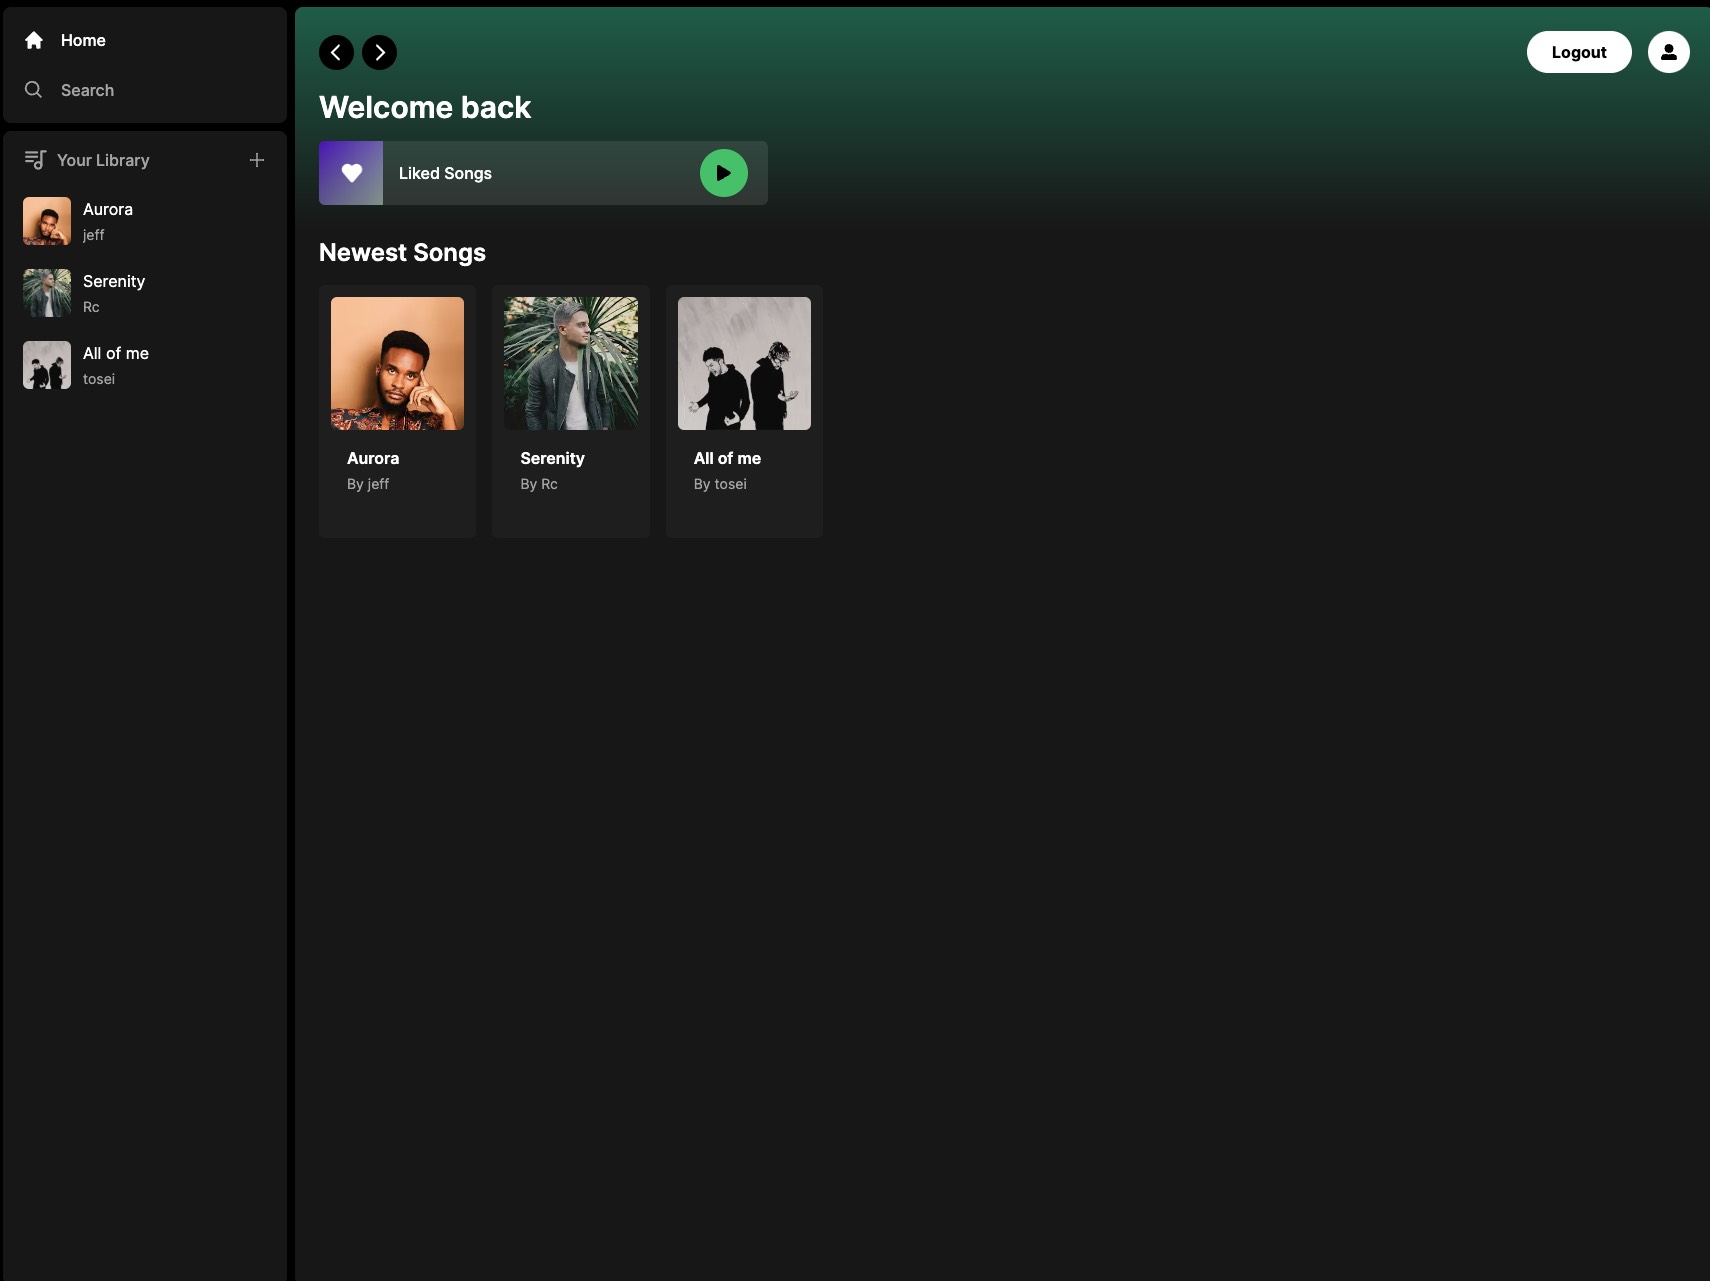 Home
Search
Your Library
Aurora
jeff
Serenity
Rc
All of me
tosei
Logout
Welcome back
Liked Songs
Newest Songs
Aurora
By jeff
Serenity
By Rc
All of me
By tosei